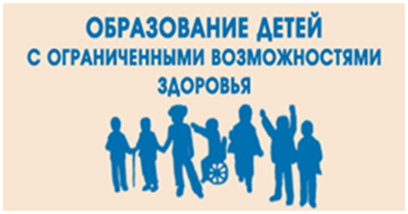 ОБРАЗОВАНИЕ ДЕТЕЙ
С ОГРАНИЧЕННЫМИ ВОЗМОЖНОСТЯМИ
ЗДОРОВЬЯ